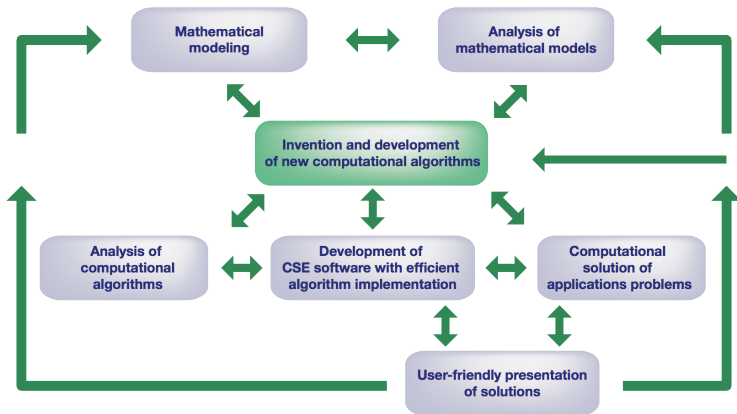 Mathematical
modeling
Analysis of
mathematical models
Invention and development
of new computational algorithms
Analysis of
computational
algorithms
Development of
CSE software with efficient
algorithm implementation
Computational
solution of
applications problems
User-friendly presentation
of solutions